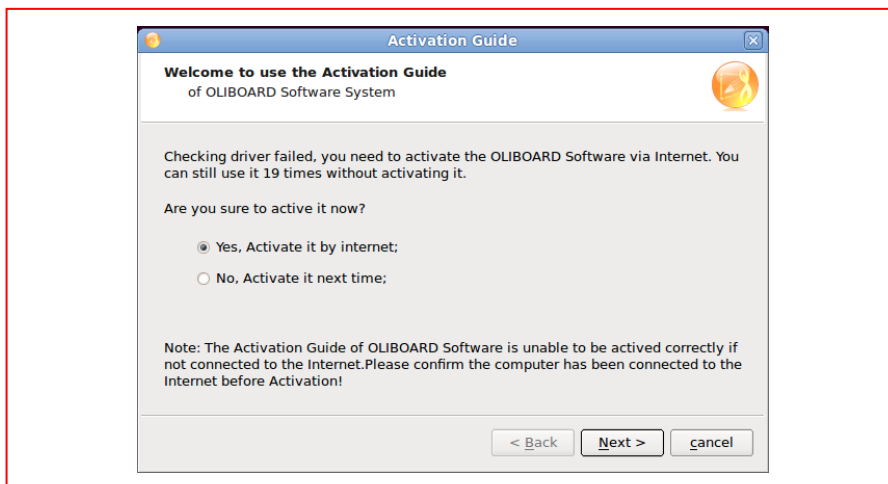 Activation Guide
Welcome to use the Activation Guide
of OLIBOARD Software System
Checking driver failed, you need to activate the OLIBOARD Software via Internet. You
can still use it 19 times without activating it.
Are you sure to active it now?
Yes, Activate it by internet;
No, Activate it next time;
Note: The Activation Guide of OLIBOARD Software is unable to be actived correctly if
not connected to the Internet.Please confirm the computer has been connected to the
Internet before Activation!
< Back Next > cancel